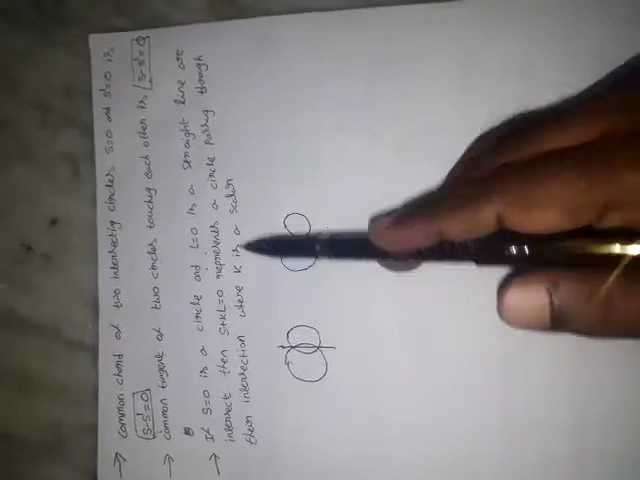 → common chord of two intersecting circles S=0 and S'=0 is
S-S'=0
→ common tangent of two circles touching each other is S-S'=0
→ If S=0 is a circle and L=0 is a straight line are
intersect then S+KL=0 represents a circle passing through
their intersection where K is a scalar